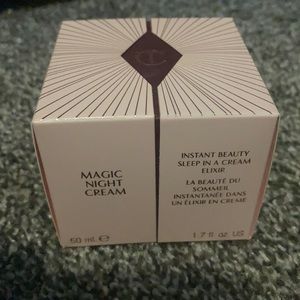 MAGIC
NIGHT
CREAM
50 ml ℮
INSTANT BEAUTY
SLEEP IN A CREAM
ELIXIR
LA BEAUTÉ DU
SOMMEIL
INSTANTANÉE DANS
UN ÉLIXIR EN CRÈME
1.7 fl. oz. US